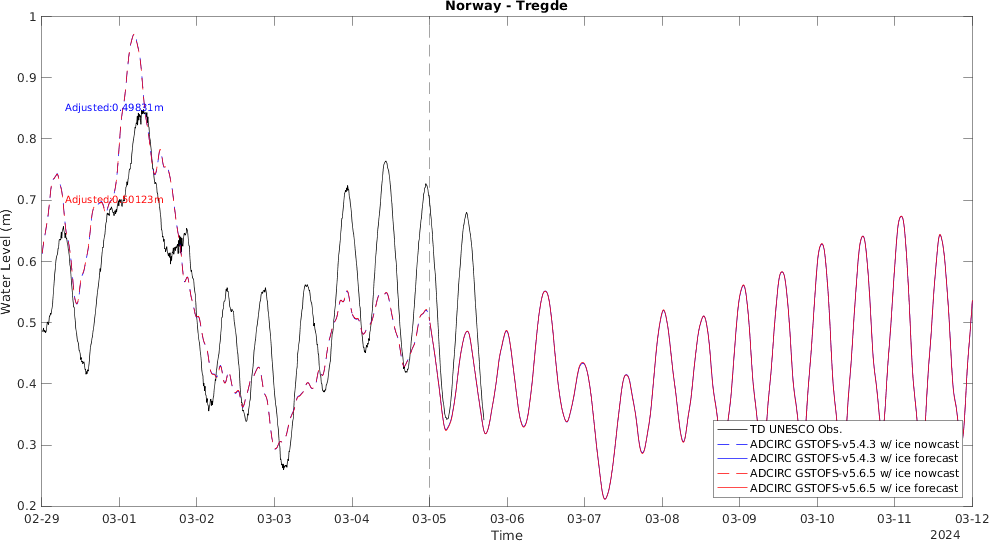 Norway - Tregde
1
0.9
0.8
0.7
0.6
0.5
0.4
0.3
0.2
Water Level (m)
Adjusted:0.49831m
Adjusted:0.50123m
TD UNESCO Obs.
ADCIRC GSTOFS-v5.4.3 w/ ice nowcast
ADCIRC GSTOFS-v5.4.3 w/ ice forecast
ADCIRC GSTOFS-v5.6.5 w/ ice nowcast
ADCIRC GSTOFS-v5.6.5 w/ ice forecast
02-29 03-01 03-02 03-03 03-04 03-05 03-06 03-07 03-08 03-09 03-10 03-11 03-12
Time
2024